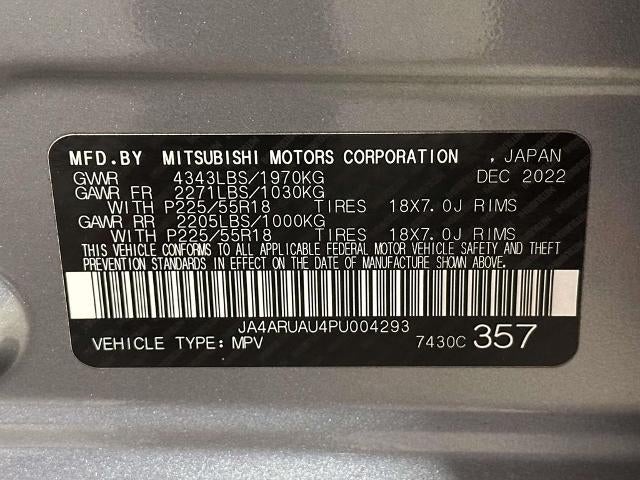 MFD.BY MITSUBISHI MOTORS CORPORATION , JAPAN
GVWR 4343LBS/1970KG DEC 2022
GAWR FR 2271LBS/1030KG
WITH P225/55R18 TIRES 18X7.0J RIMS
GAWR RR 2205LBS/1000KG
WITH P225/55R18 TIRES 18X7.0J RIMS
THIS VEHICLE CONFORMS TO ALL APPLICABLE FEDERAL MOTOR VEHICLE SAFETY AND THEFT
PREVENTION STANDARDS IN EFFECT ON THE DATE OF MANUFACTURE SHOWN ABOVE.
JA4ARUAU4PU004293
VEHICLE TYPE: MPV 7430C 357